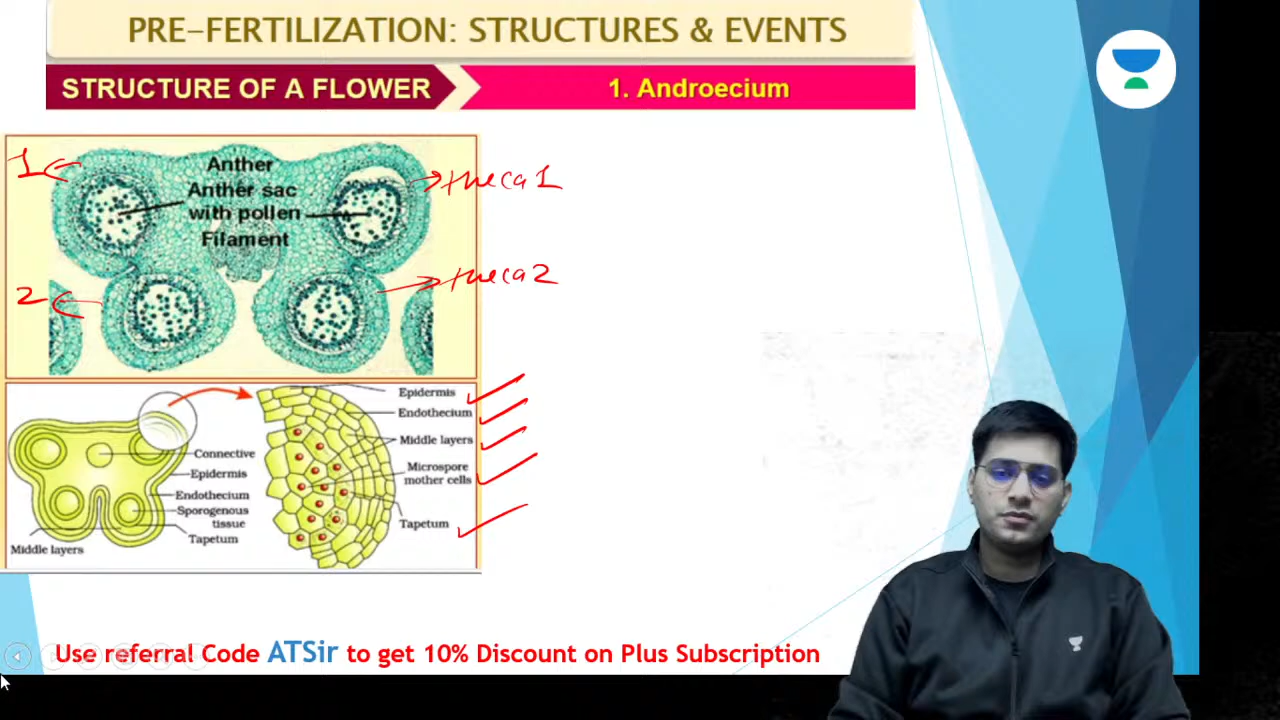 PRE-FERTILIZATION: STRUCTURES & EVENTS
STRUCTURE OF A FLOWER
1. Androecium
1
Anther
Anther sac
with pollen
Filament
theca 1
2
theca 2
Epidermis
Endothecium
Middle layers
Microspore
mother cells
Tapetum
Connective
Epidermis
Endothecium
Sporogenous
tissue
Tapetum
Middle layers
Use referral Code ATSir to get 10% Discount on Plus Subscription